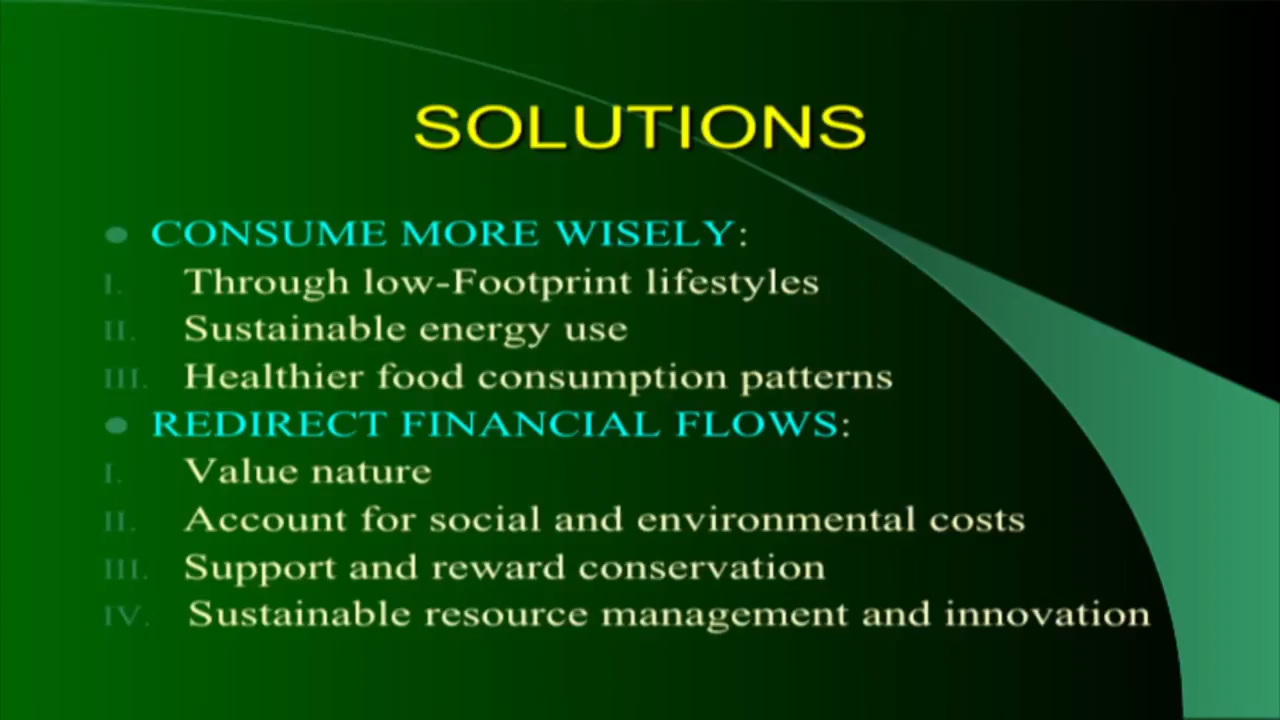 SOLUTIONS
● CONSUME MORE WISELY:
I. Through low-Footprint lifestyles
II. Sustainable energy use
III. Healthier food consumption patterns
● REDIRECT FINANCIAL FLOWS:
I. Value nature
II. Account for social and environmental costs
III. Support and reward conservation
IV. Sustainable resource management and innovation